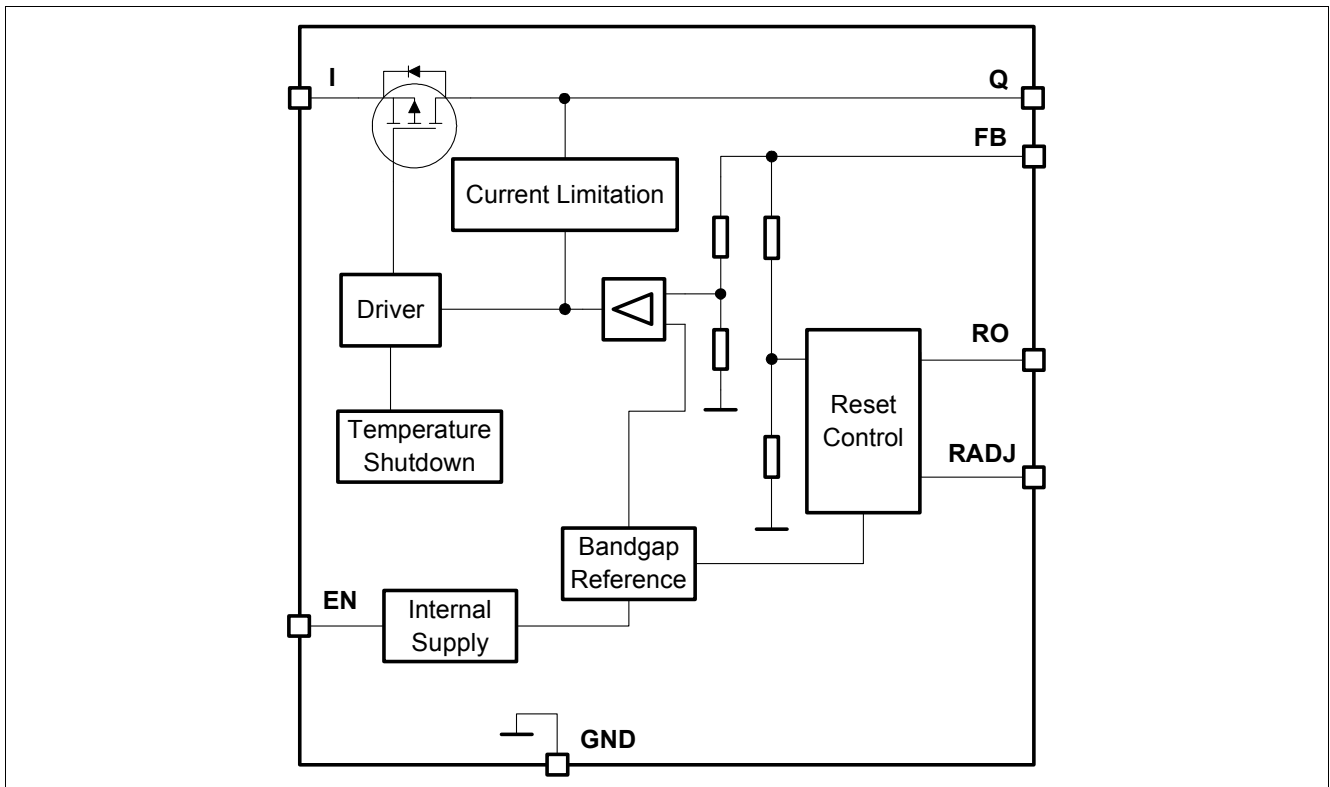 I
Q
FB
Current Limitation
Driver
RO
Reset
Control
Temperature
Shutdown
RADJ
Bandgap
Reference
EN
Internal
Supply
GND